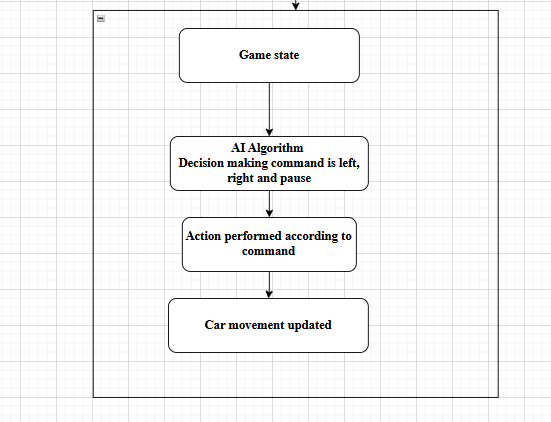 Game state
AI Algorithm
Decision making command is left,
right and pause
Action performed according to
command
Car movement updated